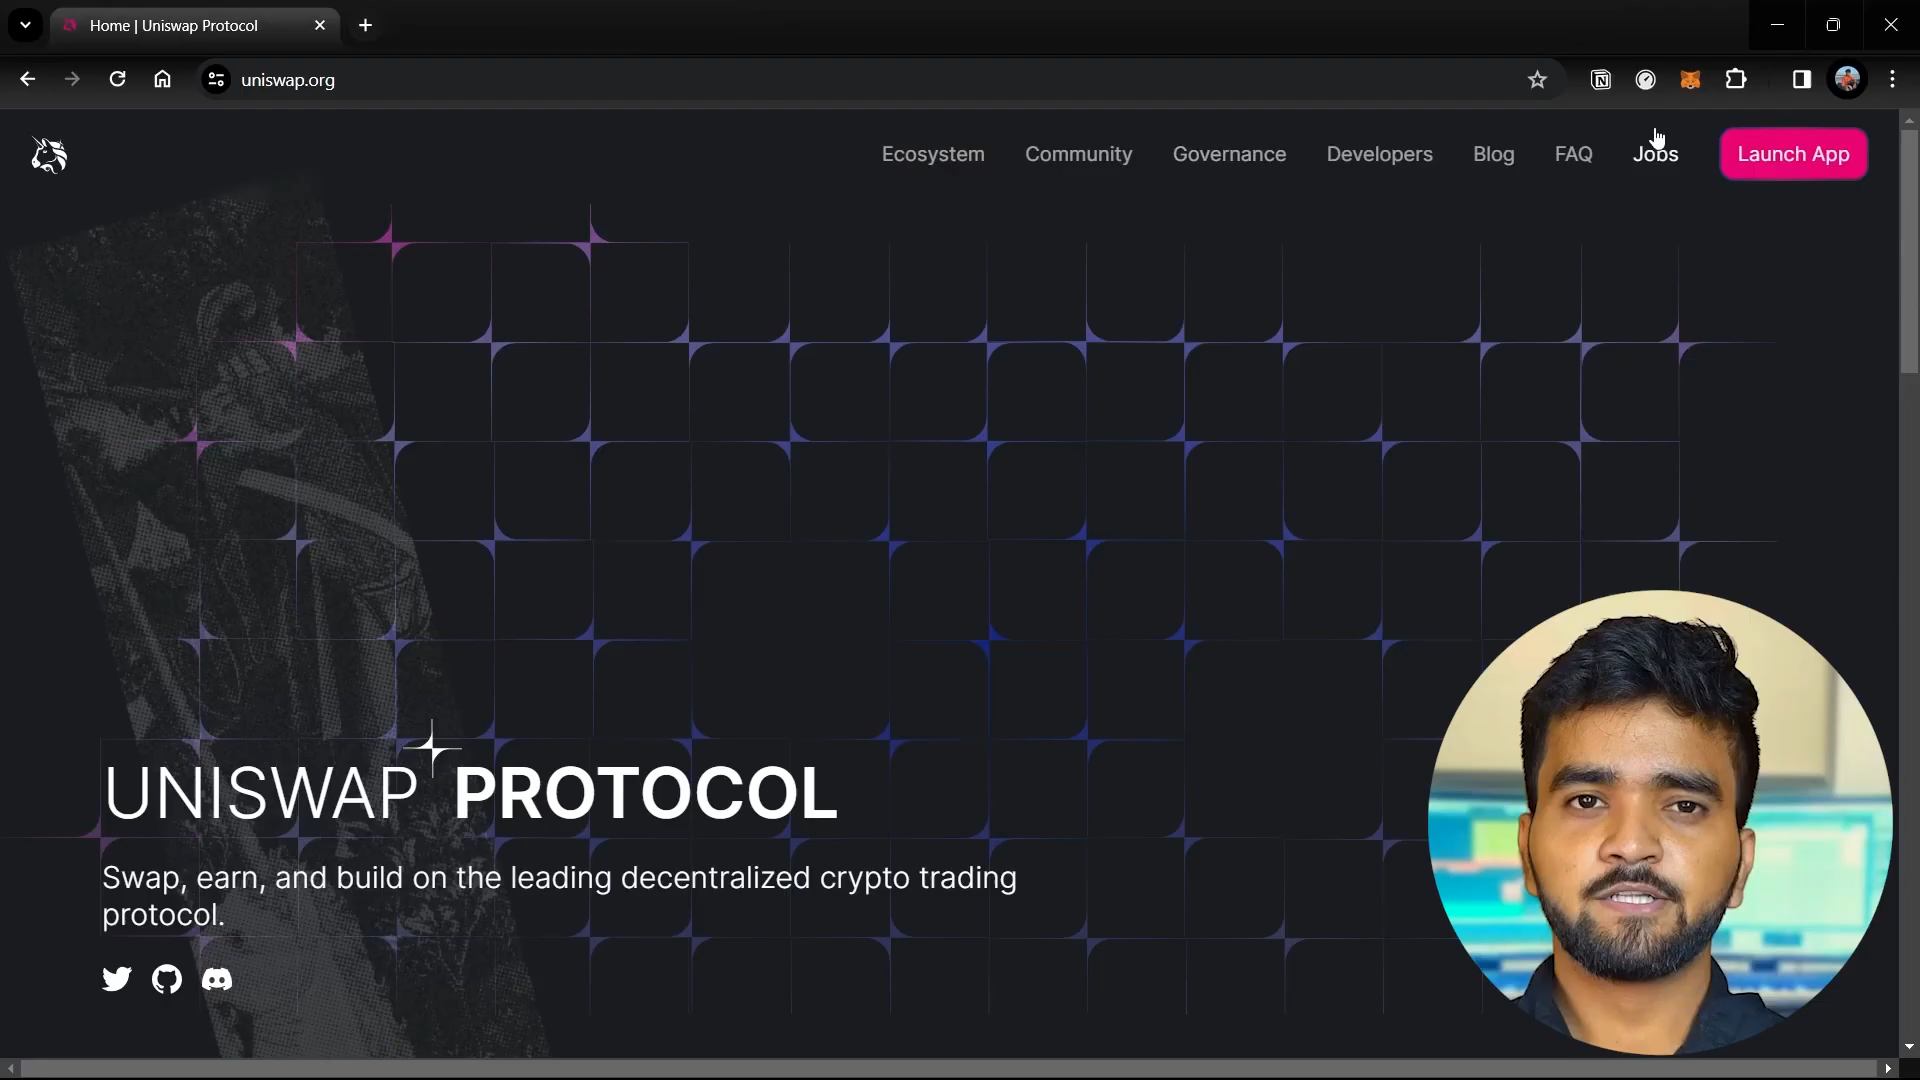 Home | Uniswap Protocol
uniswap.org
Ecosystem
Community
Governance
Developers
Blog
FAQ
Jobs
Launch App
UNISWAP PROTOCOL
Swap, earn, and build on the leading decentralized crypto trading
protocol.